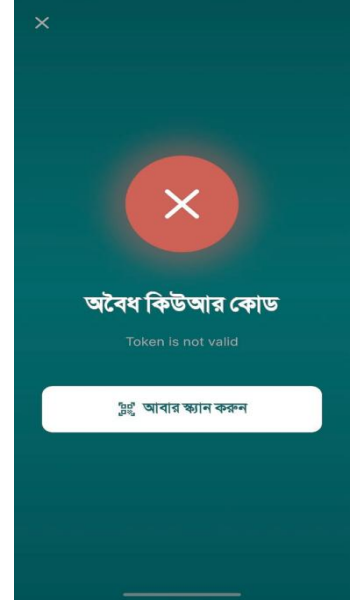 অবৈধ কিউআর কোড
Token is not valid
আবার স্ক্যান করুন